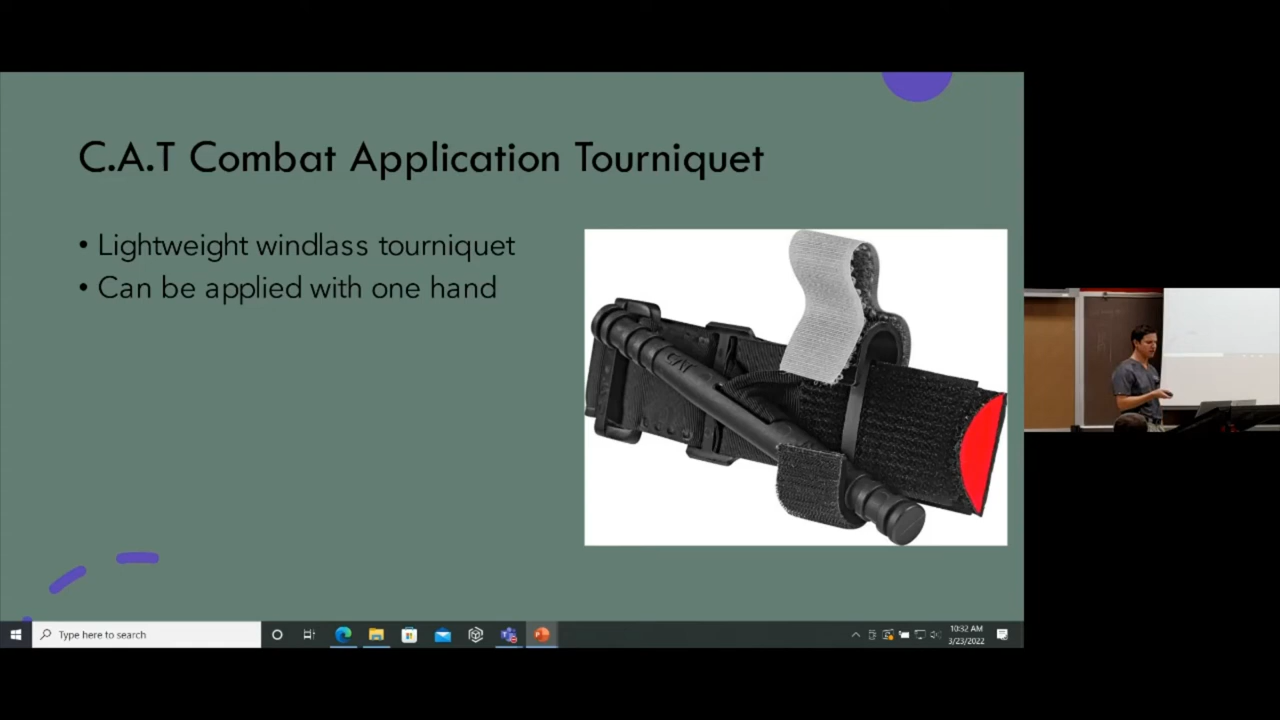 C.A.T Combat Application Tourniquet
• Lightweight windlass tourniquet
• Can be applied with one hand
CAT
Type here to search
10:32 AM
3/23/2022